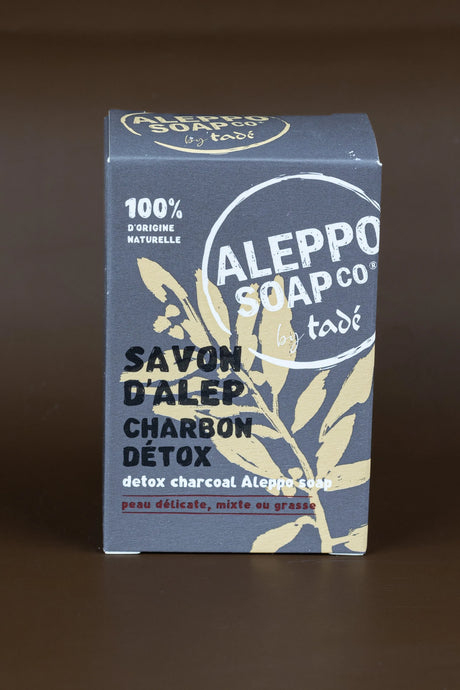 ALEPPO
SOAP CO®
by tadé
100%
D'ORIGINE
NATURELLE
ALEPPO
SOAP CO®
by tadé
SAVON
D'ALEP
CHARBON
DÉTOX
detox charcoal Aleppo soap
peau délicate, mixte ou grasse